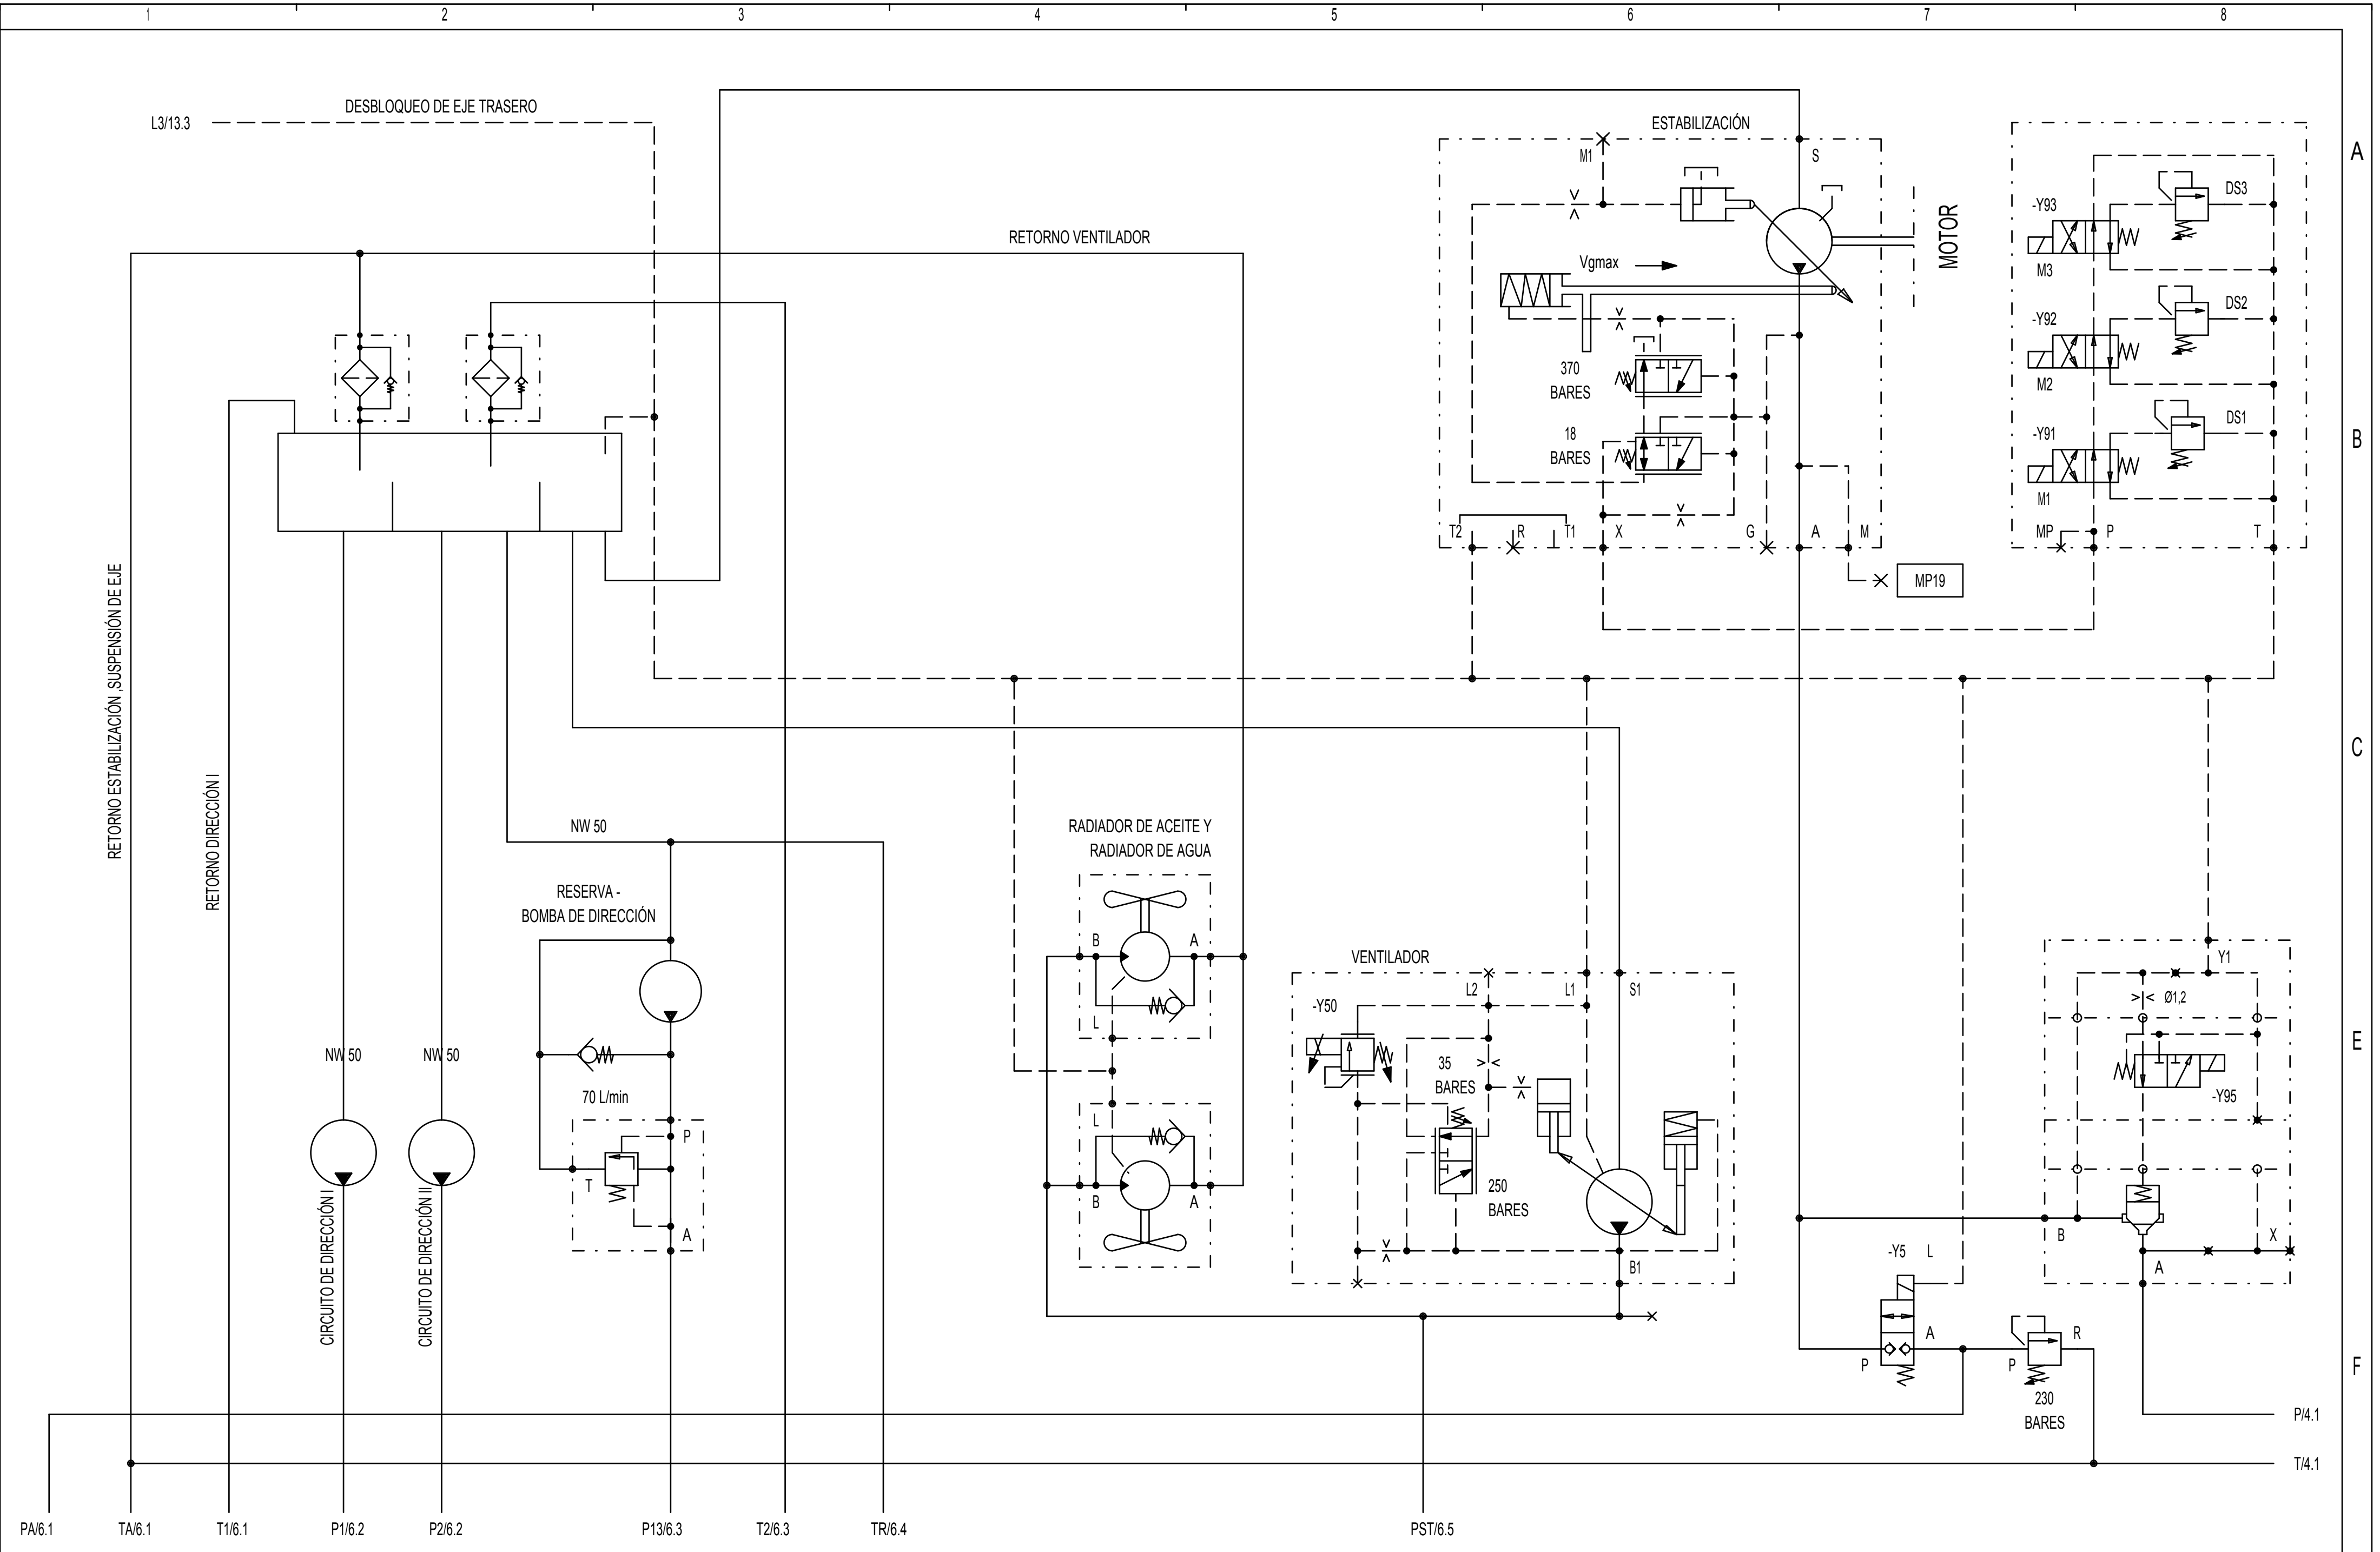 1
2
3
4
5
6
7
8
A
B
C
E
F
DESBLOQUEO DE EJE TRASERO
L3/13.3
RETORNO VENTILADOR
ESTABILIZACIÓN
M1
S
MOTOR
Vgmax
370
BARES
18
BARES
T2
R
T1
X
G
A
M
MP19
-Y93
M3
DS3
-Y92
M2
DS2
-Y91
M1
DS1
MP
P
T
RETORNO ESTABILIZACIÓN ,SUSPENSIÓN DE EJE
RETORNO DIRECCIÓN I
NW 50
RESERVA -
BOMBA DE DIRECCIÓN
NW 50
NW 50
70 L/min
P
T
A
CIRCUITO DE DIRECCIÓN I
CIRCUITO DE DIRECCIÓN II
RADIADOR DE ACEITE Y
RADIADOR DE AGUA
B
A
L
L
B
A
VENTILADOR
-Y50
L2
L1
S1
35
BARES
250
BARES
B1
Y1
Ø1,2
-Y95
B
X
A
-Y5
L
A
P
P
R
230
BARES
P/4.1
T/4.1
PA/6.1
TA/6.1
T1/6.1
P1/6.2
P2/6.2
P13/6.3
T2/6.3
TR/6.4
PST/6.5